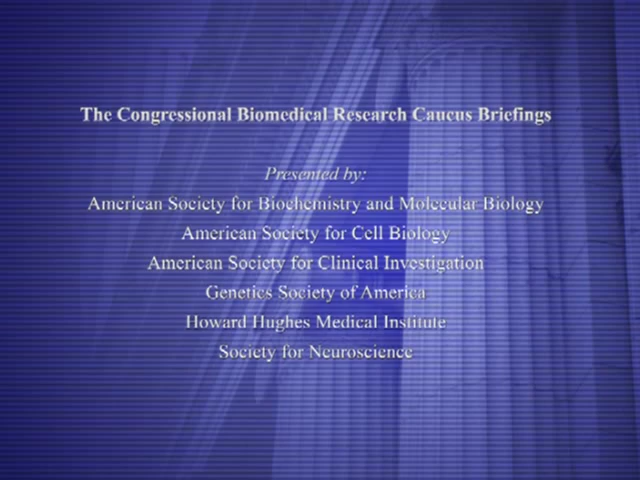 The Congressional Biomedical Research Caucus Briefings
Presented by:
American Society for Biochemistry and Molecular Biology
American Society for Cell Biology
American Society for Clinical Investigation
Genetics Society of America
Howard Hughes Medical Institute
Society for Neuroscience